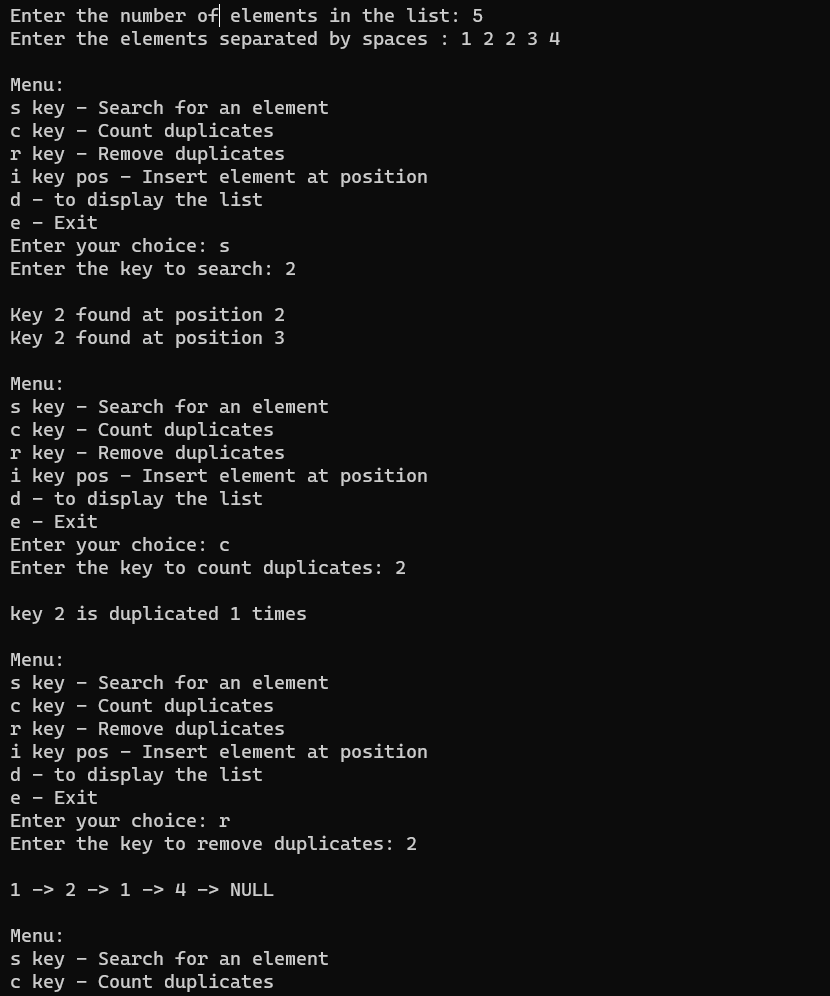 Enter the number of elements in the list: 5
Enter the elements separated by spaces : 1 2 2 3 4
Menu:
s key - Search for an element
c key - Count duplicates
r key - Remove duplicates
i key pos - Insert element at position
d - to display the list
e - Exit
Enter your choice: s
Enter the key to search: 2
Key 2 found at position 2
Key 2 found at position 3
Menu:
s key - Search for an element
c key - Count duplicates
r key - Remove duplicates
i key pos - Insert element at position
d - to display the list
e - Exit
Enter your choice: c
Enter the key to count duplicates: 2
key 2 is duplicated 1 times
Menu:
s key - Search for an element
c key - Count duplicates
r key - Remove duplicates
i key pos - Insert element at position
d - to display the list
e - Exit
Enter your choice: r
Enter the key to remove duplicates: 2
1 -> 2 -> 1 -> 4 -> NULL
Menu:
s key - Search for an element
c key - Count duplicates